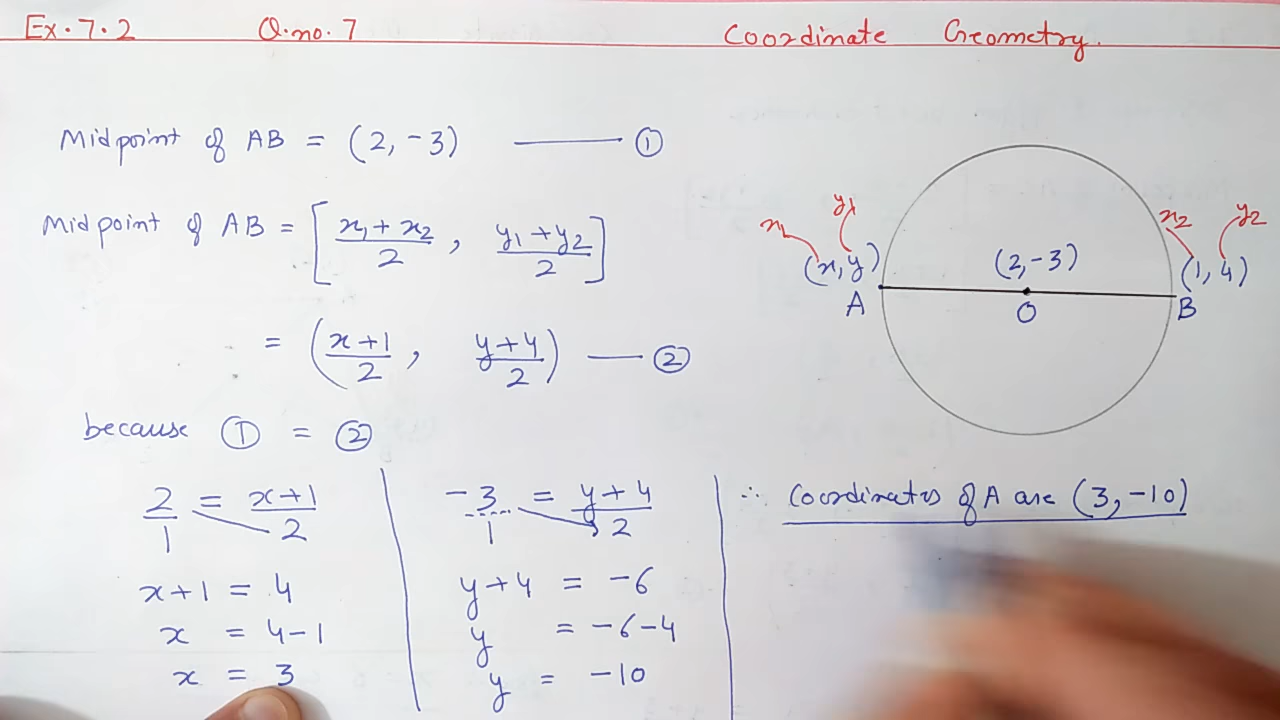 Ex. 7.2 Q.no. 7 Coordinate Geometry.
Midpoint of AB = (2, -3) ——— ①
Midpoint of AB = [x₁ + x₂ / 2 , y₁ + y₂ / 2]
= (x+1 / 2 , y+4 / 2) —— ②
because ① = ②
2/1 = x+1 / 2
x+1 = 4
x = 4-1
x = 3
-3/1 = y+4 / 2
y+4 = -6
y = -6-4
y = -10
∴ Coordinates of A are (3, -10)
x₁ y₁
(x, y)
A
(2, -3)
O
x₂ y₂
(1, 4)
B